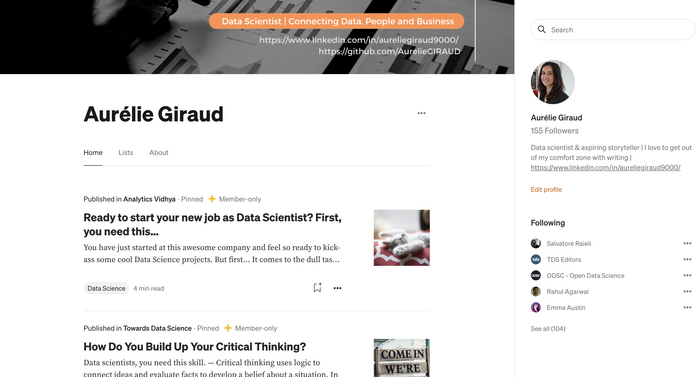 Data Scientist | Connecting Data, People and Business
https://www.linkedin.com/in/aureliegiraud9000/
https://github.com/AurelieGIRAUD
Aurélie Giraud
Home
Lists
About
Published in Analytics Vidhya · Pinned Member-only
Ready to start your new job as Data Scientist? First,
you need this...
You have just started at this awesome company and feel so ready to kick-
ass some cool Data Science projects. But first... It comes to the dull tas...
Data Science
4 min read
Published in Towards Data Science · Pinned Member-only
How Do You Build Up Your Critical Thinking?
Data scientists, you need this skill. — Critical thinking uses logic to
connect ideas and evaluate facts to develop a belief about a situation. In
COME IN
WE'RE
Search
Aurélie Giraud
155 Followers
Data scientist & aspiring storyteller | I love to get out
of my comfort zone with writing |
https://www.linkedin.com/in/aureliegiraud9000/
Edit profile
Following
Salvatore Raieli
TDS Editors
ODSC - Open Data Science
Rahul Agarwal
Emma Austin
See all (104)